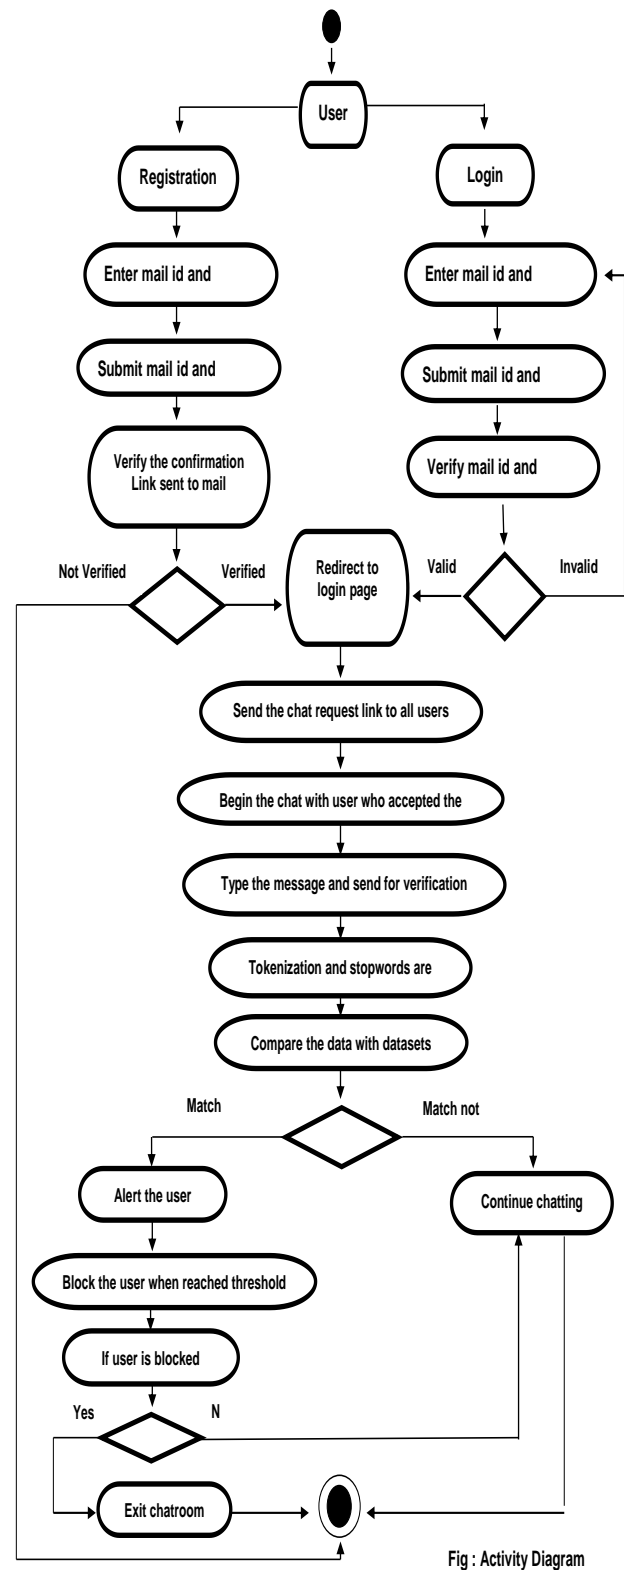 User
Registration
Login
Enter mail id and
Enter mail id and
Submit mail id and
Submit mail id and
Verify the confirmation
Link sent to mail
Verify mail id and
Not Verified
Verified
Redirect to
login page
Valid
Invalid
Send the chat request link to all users
Begin the chat with user who accepted the
Type the message and send for verification
Tokenization and stopwords are
Compare the data with datasets
Match
Match not
Alert the user
Continue chatting
Block the user when reached threshold
If user is blocked
Yes
N
Exit chatroom
Fig : Activity Diagram